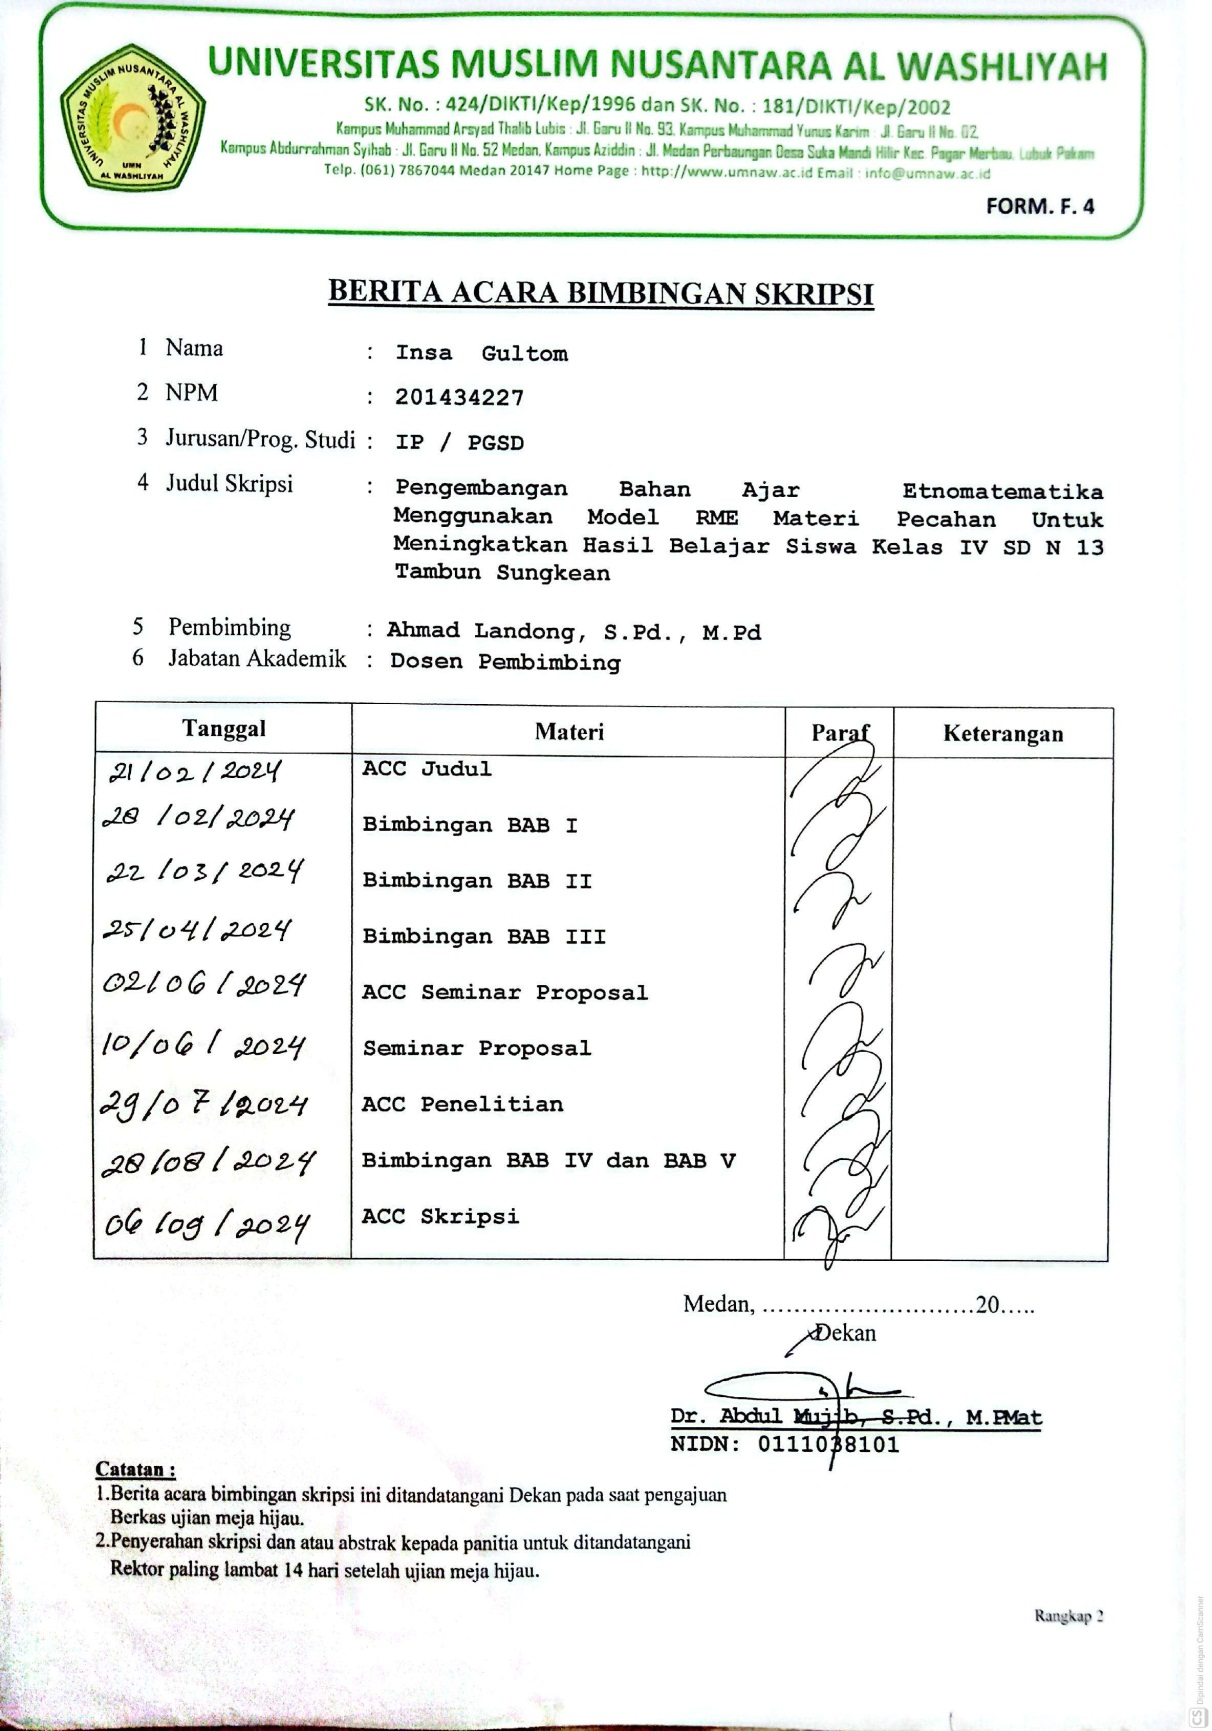 UNIVERSITAS MUSLIM NUSANTARA AL WASHLIYAH
SK. No. : 424/DIKTI/Kep/1996 dan SK. No. : 181/DIKTI/Kep/2002
Kampus Muhammad Arsyad Thalib Lubis : Jl. Garu II No. 93, Kampus Muhammad Yunus Karim : Jl. Garu II No. 02,
Kampus Abdurrahman Syihab : Jl. Garu II No. 52 Medan, Kampus Aziddin : Jl. Medan Perbaungan Desa Suka Mandi Hilir Kec. Pagar Merbau, Lubuk Pakam
Telp. (061) 7867044 Medan 20147 Home Page : http://www.umnaw.ac.id Email : info@umnaw.ac.id
UNIVERSITAS MUSLIM NUSANTARA AL WASHLIYAH
UMN
AL WASHLIYAH
FORM. F. 4
BERITA ACARA BIMBINGAN SKRIPSI
1 Nama : Insa Gultom
2 NPM : 201434227
3 Jurusan/Prog. Studi : IP / PGSD
4 Judul Skripsi : Pengembangan Bahan Ajar Etnomatematika
Menggunakan Model RME Materi Pecahan Untuk
Meningkatkan Hasil Belajar Siswa Kelas IV SD N 13
Tambun Sungkean
5 Pembimbing : Ahmad Landong, S.Pd., M.Pd
6 Jabatan Akademik : Dosen Pembimbing
Tanggal Materi Paraf Keterangan
21/02/2024 ACC Judul
28/02/2024 Bimbingan BAB I
22/03/2024 Bimbingan BAB II
25/04/2024 Bimbingan BAB III
02/06/2024 ACC Seminar Proposal
10/06/2024 Seminar Proposal
29/07/2024 ACC Penelitian
28/08/2024 Bimbingan BAB IV dan BAB V
06/09/2024 ACC Skripsi
Medan, ...........................20.....
Dekan
Dr. Abdul Mujib, S.Pd., M.PMat
NIDN: 0111038101
Catatan :
1.Berita acara bimbingan skripsi ini ditandatangani Dekan pada saat pengajuan
Berkas ujian meja hijau.
2.Penyerahan skripsi dan atau abstrak kepada panitia untuk ditandatangani
Rektor paling lambat 14 hari setelah ujian meja hijau.
Rangkap 2
CS Dipindai dengan CamScanner